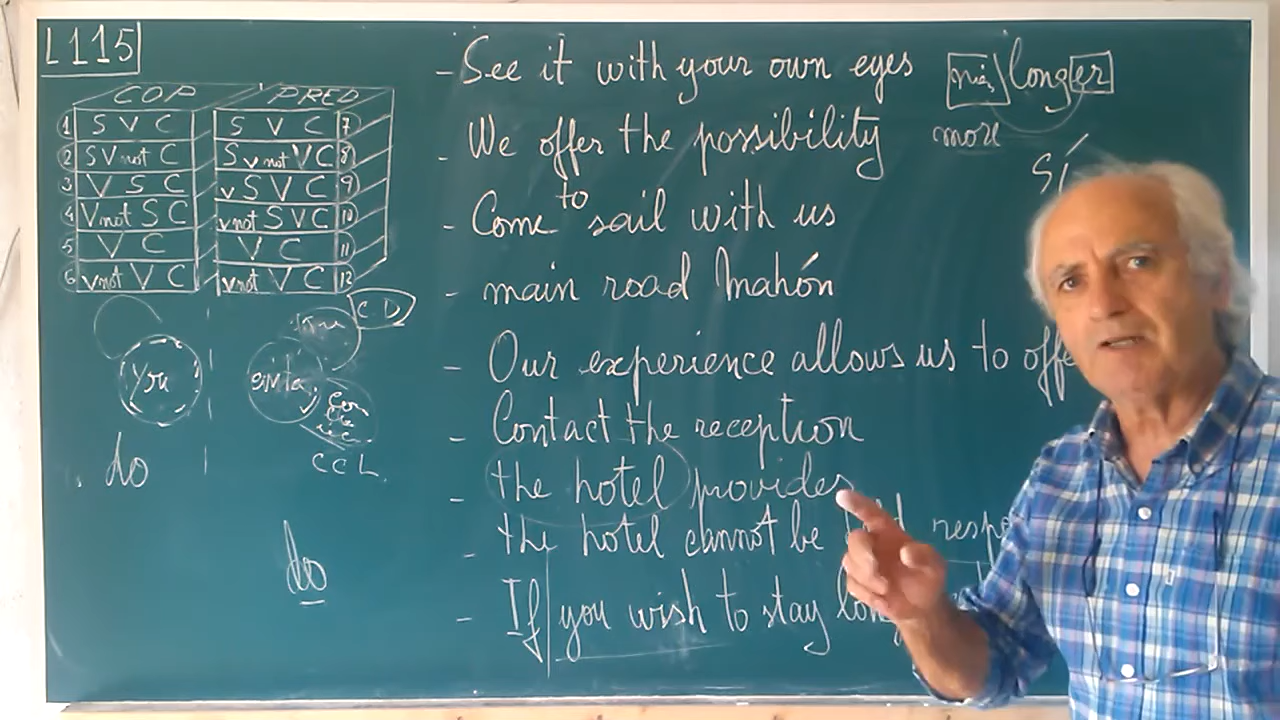 L115
COP PRED
1 S V C S V C 7
2 S V not C S v not V C 8
3 V S C v S V C 9
4 V not S C v not S V C 10
5 V C V C 11
6 v not V C v not V C 12
C D
You
C C L
. do
do
- See it with your own eyes
- We offer the possibility
- Come to sail with us
- main road Mahón
- Our experience allows us to offe
- Contact the reception
- the hotel provides
- the hotel cannot be respo
- If you wish to stay long
más longer
more
SÍ